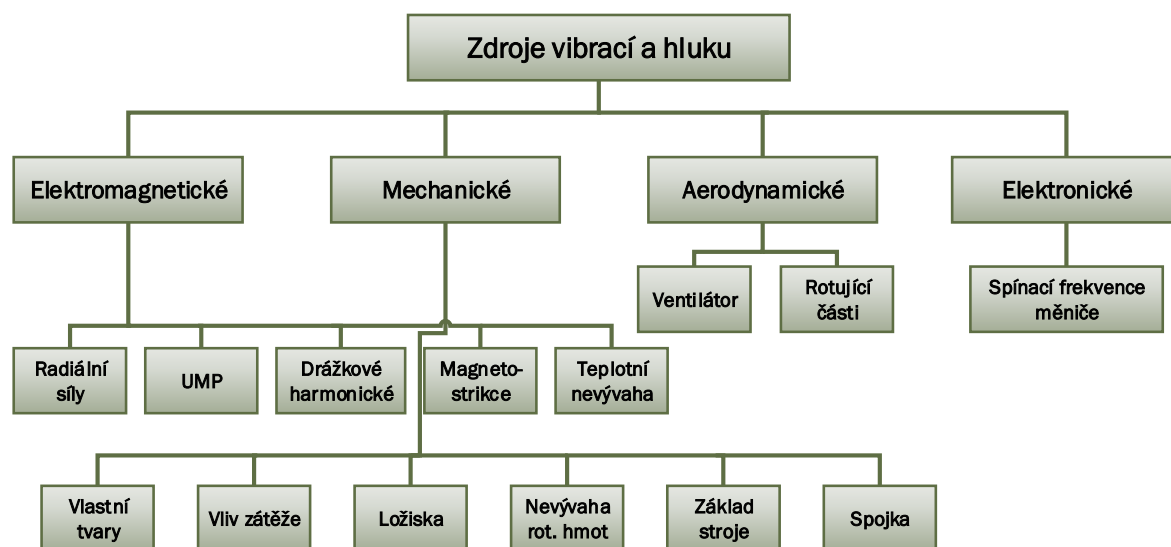 Zdroje vibrací a hluku
Elektromagnetické
Mechanické
Aerodynamické
Elektronické
Ventilátor
Rotující
části
Spínací frekvence
měniče
Radiální
síly
UMP
Drážkové
harmonické
Magneto-
strikce
Teplotní
nevývaha
Vlastní
tvary
Vliv zátěže
Ložiska
Nevývaha
rot. hmot
Základ
stroje
Spojka